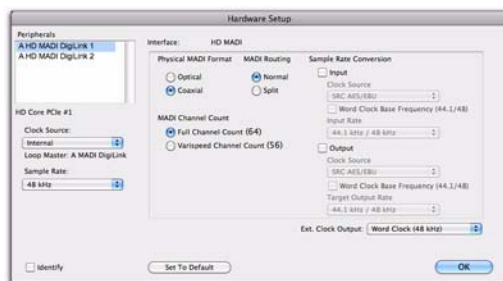 Hardware Setup
Peripherals
A HD MADI DigiLink 1
A HD MADI DigiLink 2
HD Core PCIe #1
Clock Source:
Internal
Loop Master: A MADI DigiLink
Sample Rate:
48 kHz
Identify
Interface: HD MADI
Physical MADI Format
Optical
Coaxial
MADI Routing
Normal
Split
MADI Channel Count
Full Channel Count (64)
Varispeed Channel Count (56)
Sample Rate Conversion
Input
Clock Source
SRC AES/EBU
Word Clock Base Frequency (44.1/48)
Input Rate
44.1 kHz / 48 kHz
Output
Clock Source
SRC AES/EBU
Word Clock Base Frequency (44.1/48)
Target Output Rate
44.1 kHz / 48 kHz
Ext. Clock Output: Word Clock (48 kHz)
Set To Default
OK